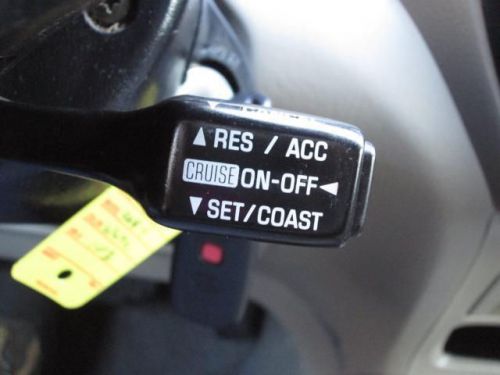 ▲ RES / ACC
CRUISE ON-OFF ◄
▼ SET/COAST